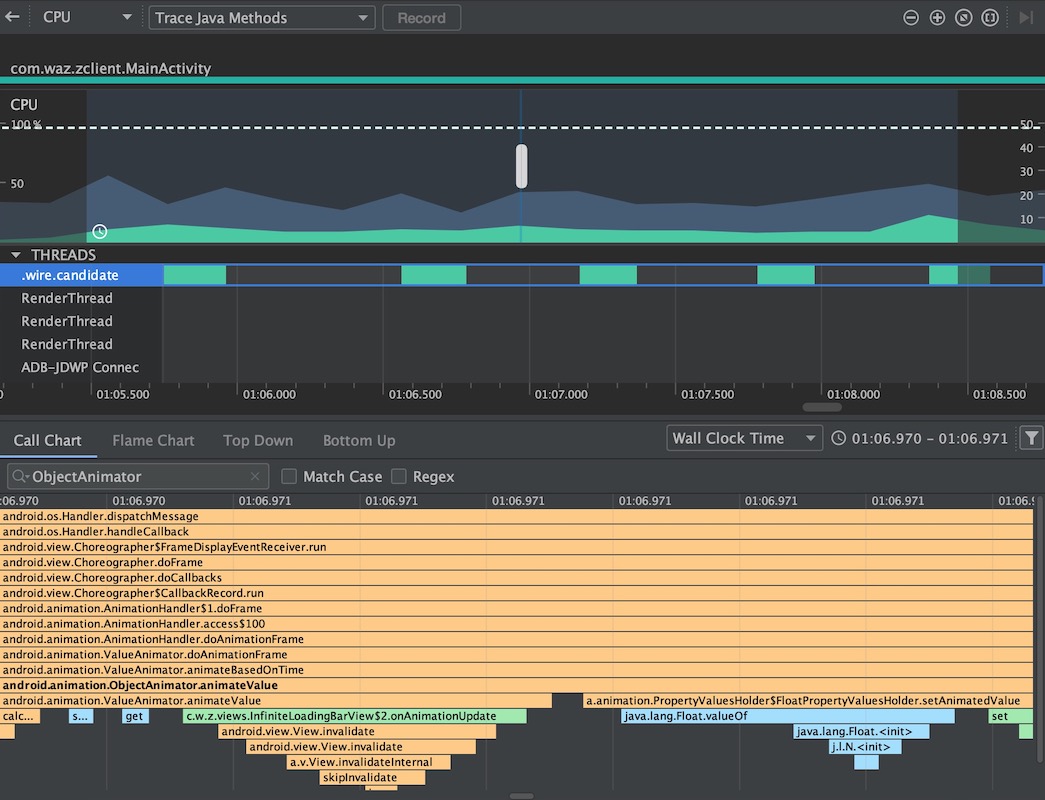 CPU Trace Java Methods Record
com.waz.zclient.MainActivity
CPU
100 % 50
40
50 30
20
10
THREADS
.wire.candidate
RenderThread
RenderThread
RenderThread
ADB-JDWP Connec
0 01:05.500 01:06.000 01:06.500 01:07.000 01:07.500 01:08.000 01:08.500
Call Chart Flame Chart Top Down Bottom Up Wall Clock Time 01:06.970 – 01:06.971
ObjectAnimator Match Case Regex
:06.970 01:06.970 01:06.971 01:06.971 01:06.971 01:06.971 01:06.971 01:06.971 01:06.9
android.os.Handler.dispatchMessage
android.os.Handler.handleCallback
android.view.Choreographer$FrameDisplayEventReceiver.run
android.view.Choreographer.doFrame
android.view.Choreographer.doCallbacks
android.view.Choreographer$CallbackRecord.run
android.animation.AnimationHandler$1.doFrame
android.animation.AnimationHandler.access$100
android.animation.AnimationHandler.doAnimationFrame
android.animation.ValueAnimator.doAnimationFrame
android.animation.ValueAnimator.animateBasedOnTime
android.animation.ObjectAnimator.animateValue
android.animation.ValueAnimator.animateValue a.animation.PropertyValuesHolder$FloatPropertyValuesHolder.setAnimatedValue
calc... s... get c.w.z.views.InfiniteLoadingBarView$2.onAnimationUpdate java.lang.Float.valueOf set
android.view.View.invalidate java.lang.Float.<init>
android.view.View.invalidate j.l.N.<init>
a.v.View.invalidateInternal
skipInvalidate